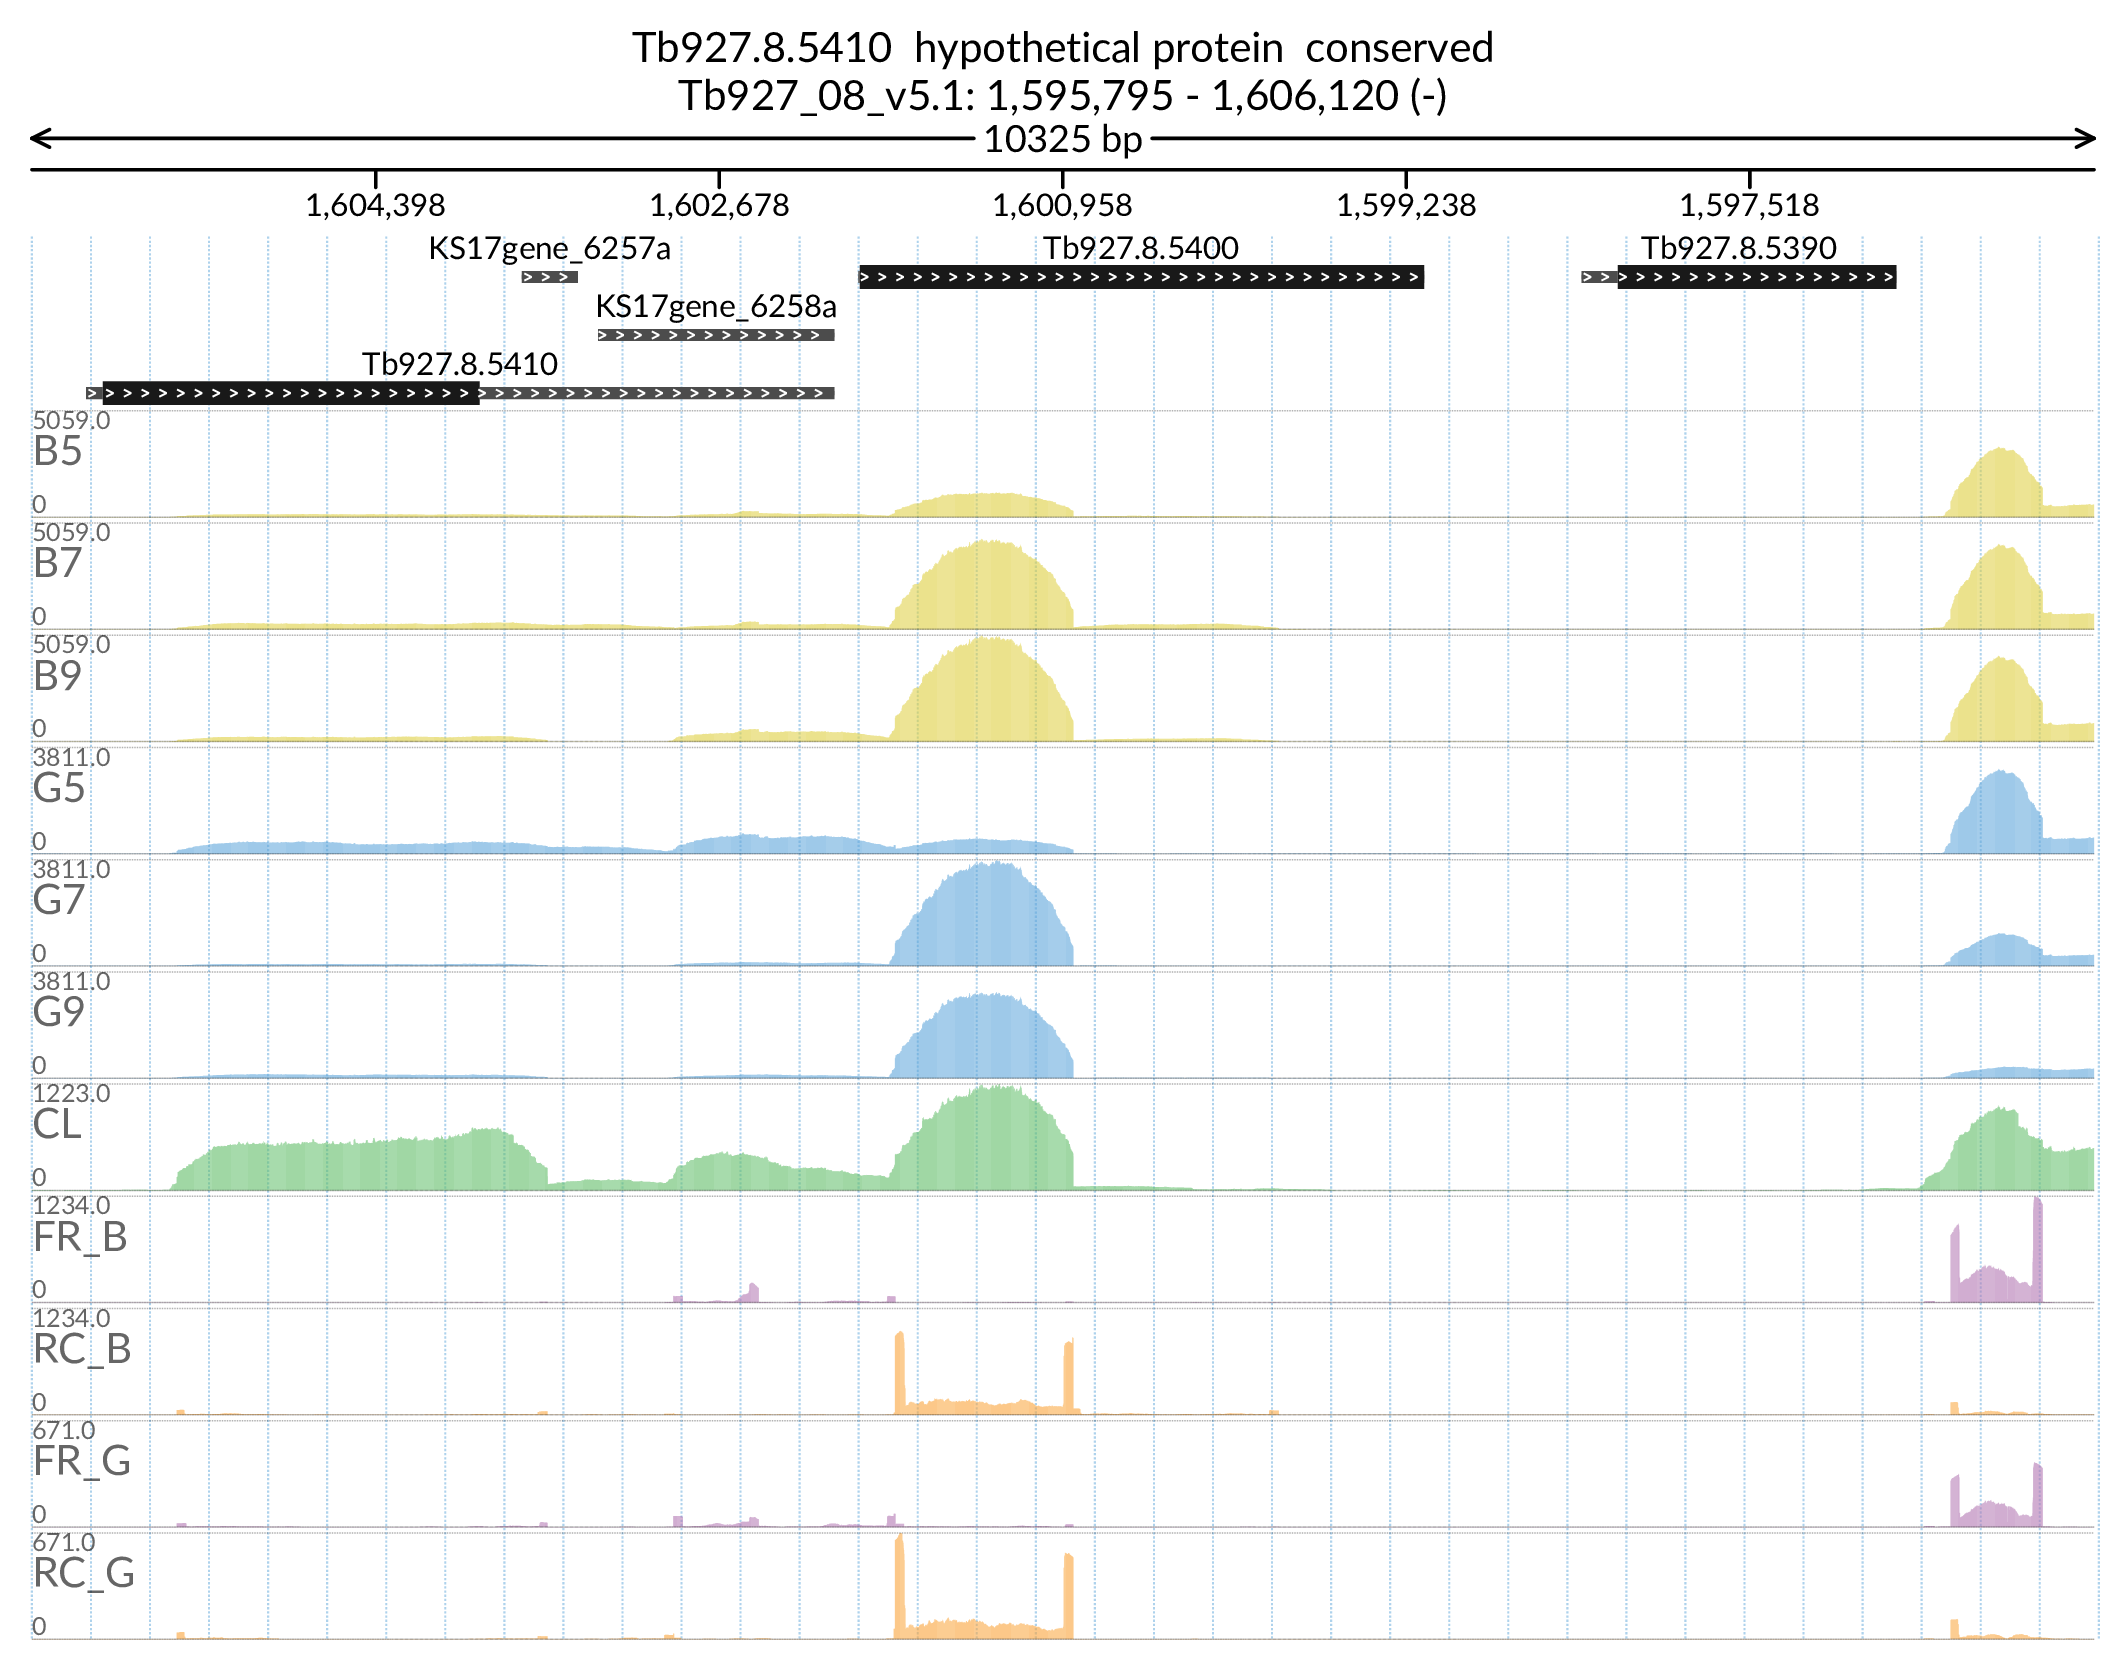 Tb927.8.5410  hypothetical protein  conserved
Tb927_08_v5.1: 1,595,795 - 1,606,120 (-)
10325 bp
1,604,398 1,602,678 1,600,958 1,599,238 1,597,518
KS17gene_6257a Tb927.8.5400 Tb927.8.5390
KS17gene_6258a
Tb927.8.5410
5059.0
B5
0
5059.0
B7
0
5059.0
B9
0
3811.0
G5
0
3811.0
G7
0
3811.0
G9
0
1223.0
CL
0
1234.0
FR_B
0
1234.0
RC_B
0
671.0
FR_G
0
671.0
RC_G
0